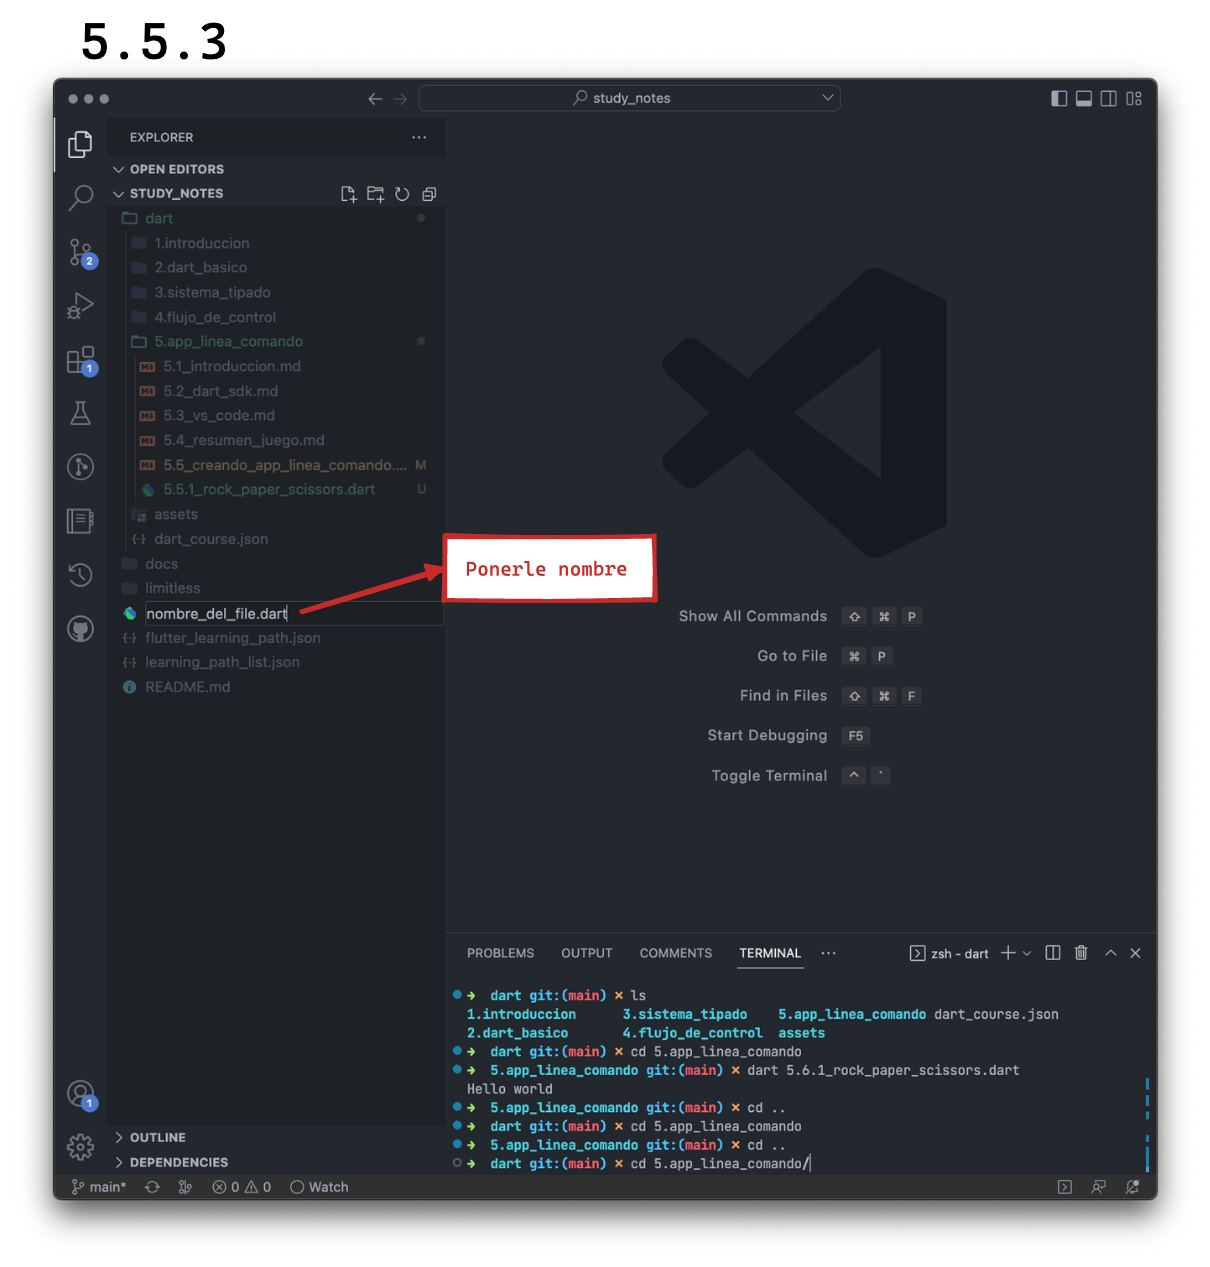 5.5.3
study_notes
EXPLORER
OPEN EDITORS
STUDY_NOTES
dart
1.introduccion
2.dart_basico
3.sistema_tipado
4.flujo_de_control
5.app_linea_comando
5.1_introduccion.md
5.2_dart_sdk.md
5.3_vs_code.md
5.4_resumen_juego.md
5.5_creando_app_linea_comando.... M
5.5.1_rock_paper_scissors.dart U
assets
dart_course.json
docs
limitless
nombre_del_file.dart
flutter_learning_path.json
learning_path_list.json
README.md
2
1
1
OUTLINE
DEPENDENCIES
Ponerle nombre
Show All Commands ⇧ ⌘ P
Go to File ⌘ P
Find in Files ⇧ ⌘ F
Start Debugging F5
Toggle Terminal ^ `
PROBLEMS OUTPUT COMMENTS TERMINAL ··· zsh - dart
➜ dart git:(main) ✗ ls
1.introduccion 3.sistema_tipado 5.app_linea_comando dart_course.json
2.dart_basico 4.flujo_de_control assets
➜ dart git:(main) ✗ cd 5.app_linea_comando
➜ 5.app_linea_comando git:(main) ✗ dart 5.6.1_rock_paper_scissors.dart
Hello world
➜ 5.app_linea_comando git:(main) ✗ cd ..
➜ dart git:(main) ✗ cd 5.app_linea_comando
➜ 5.app_linea_comando git:(main) ✗ cd ..
➜ dart git:(main) ✗ cd 5.app_linea_comando/
main* 0 0 Watch